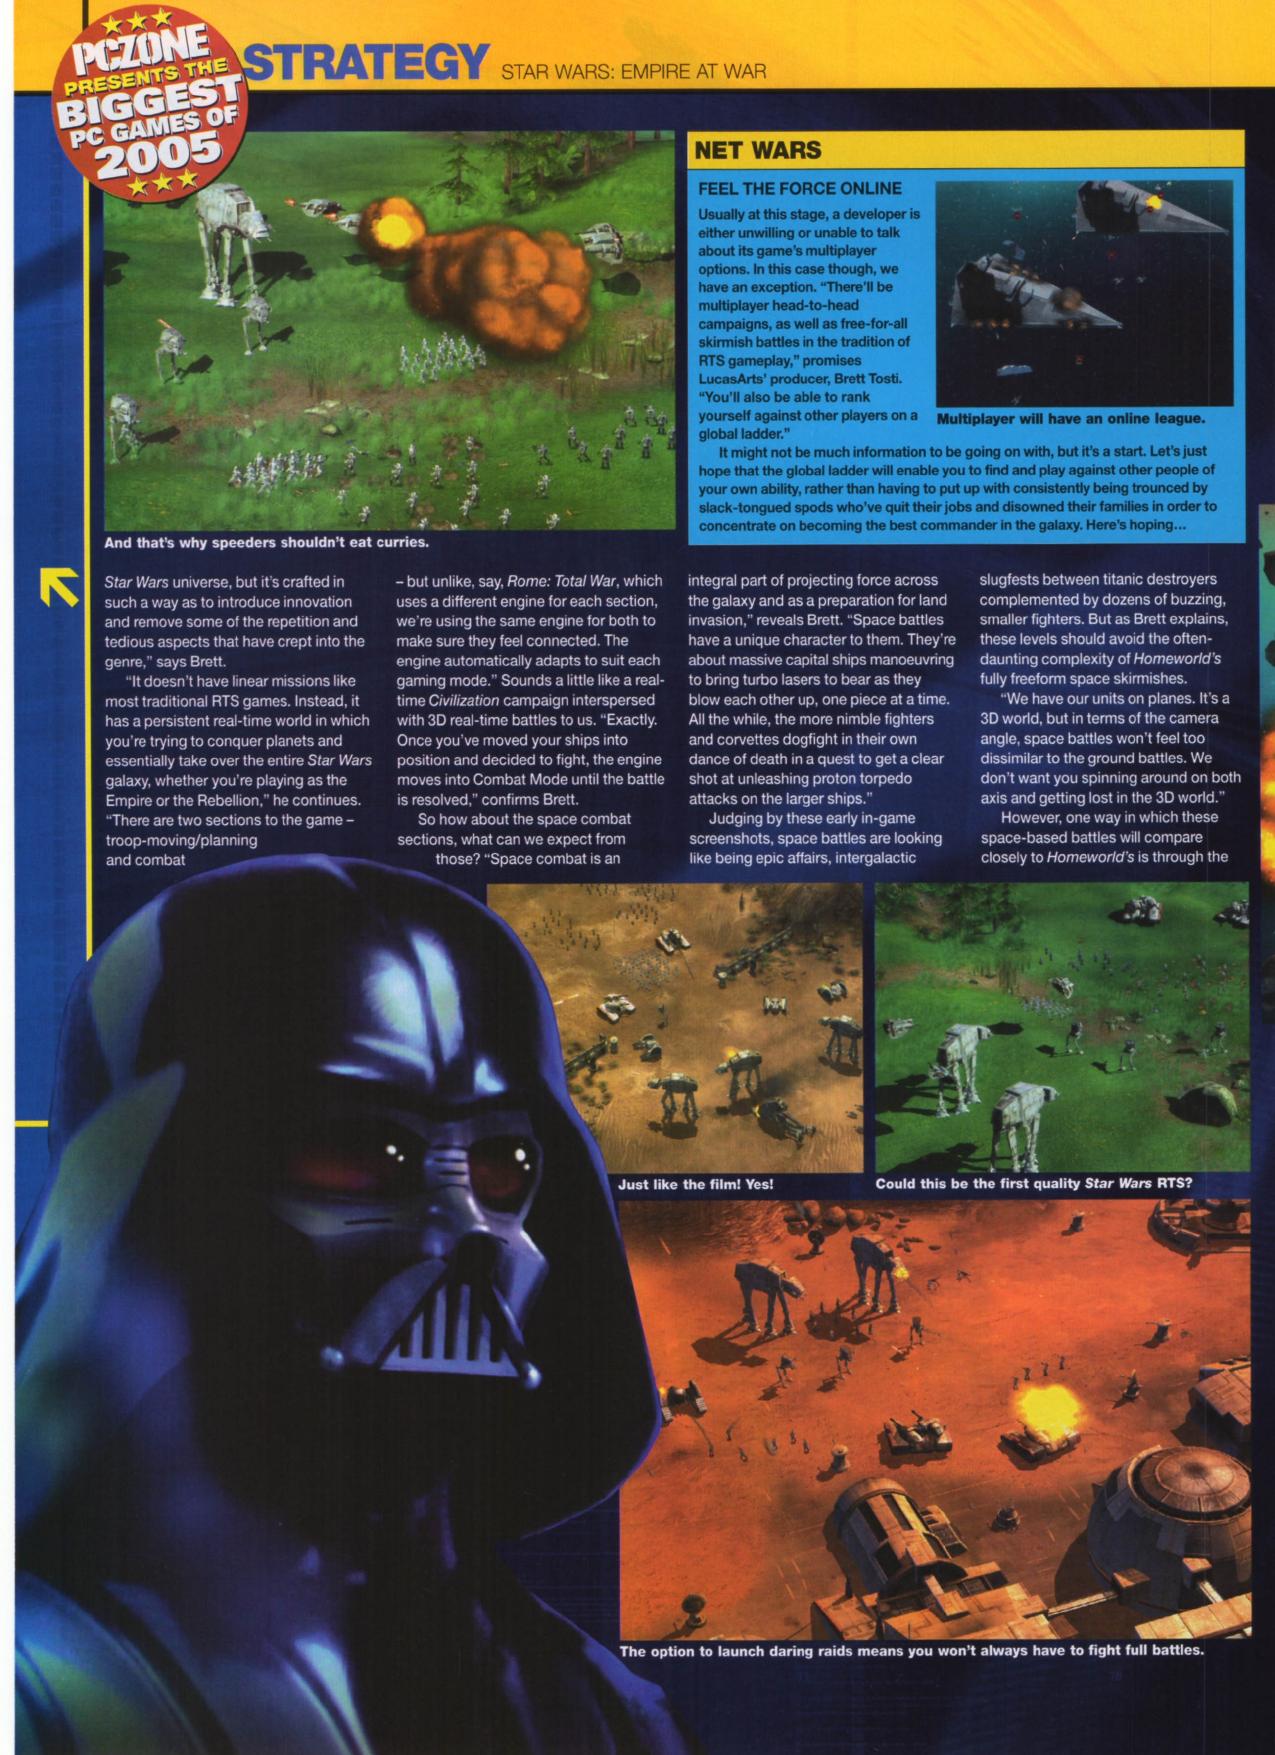 PCZONE
PRESENTS THE
BIGGEST
PC GAMES OF
2005
STRATEGY STAR WARS: EMPIRE AT WAR
And that's why speeders shouldn't eat curries.
NET WARS
FEEL THE FORCE ONLINE
Usually at this stage, a developer is
either unwilling or unable to talk
about its game's multiplayer
options. In this case though, we
have an exception. “There'll be
multiplayer head-to-head
campaigns, as well as free-for-all
skirmish battles in the tradition of
RTS gameplay,” promises
LucasArts' producer, Brett Tosti.
“You'll also be able to rank
yourself against other players on a
global ladder.”
Multiplayer will have an online league.
It might not be much information to be going on with, but it's a start. Let's just
hope that the global ladder will enable you to find and play against other people of
your own ability, rather than having to put up with consistently being trounced by
slack-tongued spods who've quit their jobs and disowned their families in order to
concentrate on becoming the best commander in the galaxy. Here's hoping...
Star Wars universe, but it's crafted in
such a way as to introduce innovation
and remove some of the repetition and
tedious aspects that have crept into the
genre,” says Brett.
“It doesn't have linear missions like
most traditional RTS games. Instead, it
has a persistent real-time world in which
you're trying to conquer planets and
essentially take over the entire Star Wars
galaxy, whether you're playing as the
Empire or the Rebellion,” he continues.
“There are two sections to the game –
troop-moving/planning
and combat
– but unlike, say, Rome: Total War, which
uses a different engine for each section,
we're using the same engine for both to
make sure they feel connected. The
engine automatically adapts to suit each
gaming mode.” Sounds a little like a real-
time Civilization campaign interspersed
with 3D real-time battles to us. “Exactly.
Once you've moved your ships into
position and decided to fight, the engine
moves into Combat Mode until the battle
is resolved,” confirms Brett.
So how about the space combat
sections, what can we expect from
those? “Space combat is an
integral part of projecting force across
the galaxy and as a preparation for land
invasion,” reveals Brett. “Space battles
have a unique character to them. They're
about massive capital ships manoeuvring
to bring turbo lasers to bear as they
blow each other up, one piece at a time.
All the while, the more nimble fighters
and corvettes dogfight in their own
dance of death in a quest to get a clear
shot at unleashing proton torpedo
attacks on the larger ships.”
Judging by these early in-game
screenshots, space battles are looking
like being epic affairs, intergalactic
slugfests between titanic destroyers
complemented by dozens of buzzing,
smaller fighters. But as Brett explains,
these levels should avoid the often-
daunting complexity of Homeworld's
fully freeform space skirmishes.
“We have our units on planes. It's a
3D world, but in terms of the camera
angle, space battles won't feel too
dissimilar to the ground battles. We
don't want you spinning around on both
axis and getting lost in the 3D world.”
However, one way in which these
space-based battles will compare
closely to Homeworld's is through the
Just like the film! Yes!
Could this be the first quality Star Wars RTS?
The option to launch daring raids means you won't always have to fight full battles.